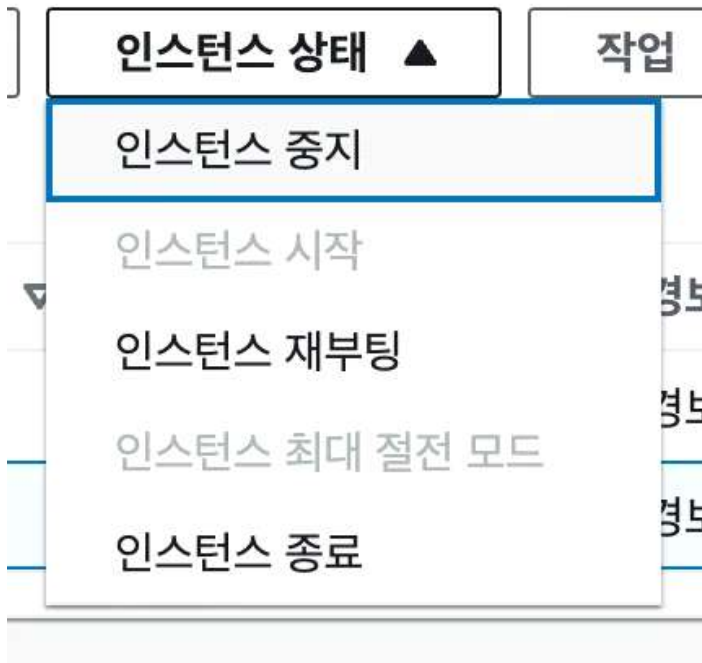 인스턴스 상태 ▲ 작업
인스턴스 중지
인스턴스 시작
인스턴스 재부팅
인스턴스 최대 절전 모드
인스턴스 종료